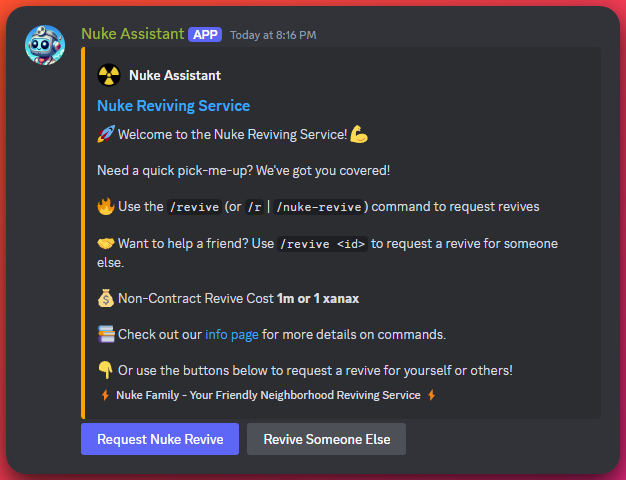 Nuke Assistant APP Today at 8:16 PM
Nuke Assistant
Nuke Reviving Service
🚀 Welcome to the Nuke Reviving Service! 💪
Need a quick pick-me-up? We've got you covered!
🔥 Use the /revive (or /r | /nuke-revive) command to request revives
🤝 Want to help a friend? Use /revive <id> to request a revive for someone
else.
💰 Non-Contract Revive Cost 1m or 1 xanax
📚 Check out our info page for more details on commands.
👇 Or use the buttons below to request a revive for yourself or others!
⚡ Nuke Family - Your Friendly Neighborhood Reviving Service ⚡
Request Nuke Revive Revive Someone Else